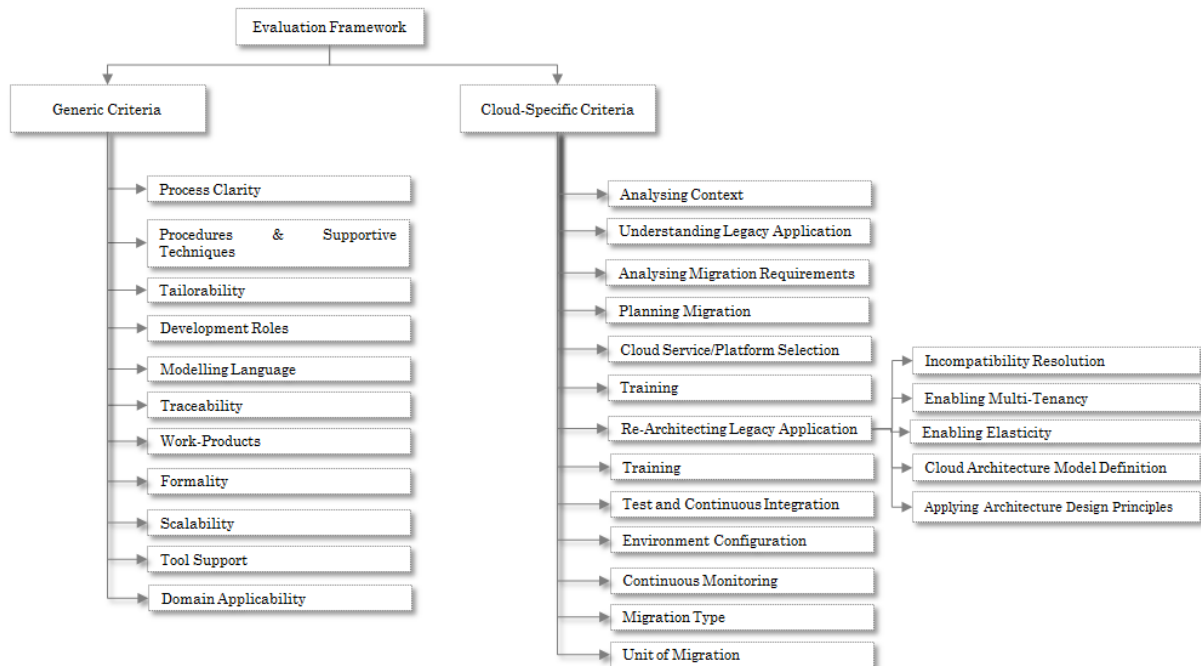 Evaluation Framework
Generic Criteria
Cloud-Specific Criteria
Process Clarity
Procedures & Supportive
Techniques
Tailorability
Development Roles
Modelling Language
Traceability
Work-Products
Formality
Scalability
Tool Support
Domain Applicability
Analysing Context
Understanding Legacy Application
Analysing Migration Requirements
Planning Migration
Cloud Service/Platform Selection
Training
Re-Architecting Legacy Application
Training
Test and Continuous Integration
Environment Configuration
Continuous Monitoring
Migration Type
Unit of Migration
Incompatibility Resolution
Enabling Multi-Tenancy
Enabling Elasticity
Cloud Architecture Model Definition
Applying Architecture Design Principles